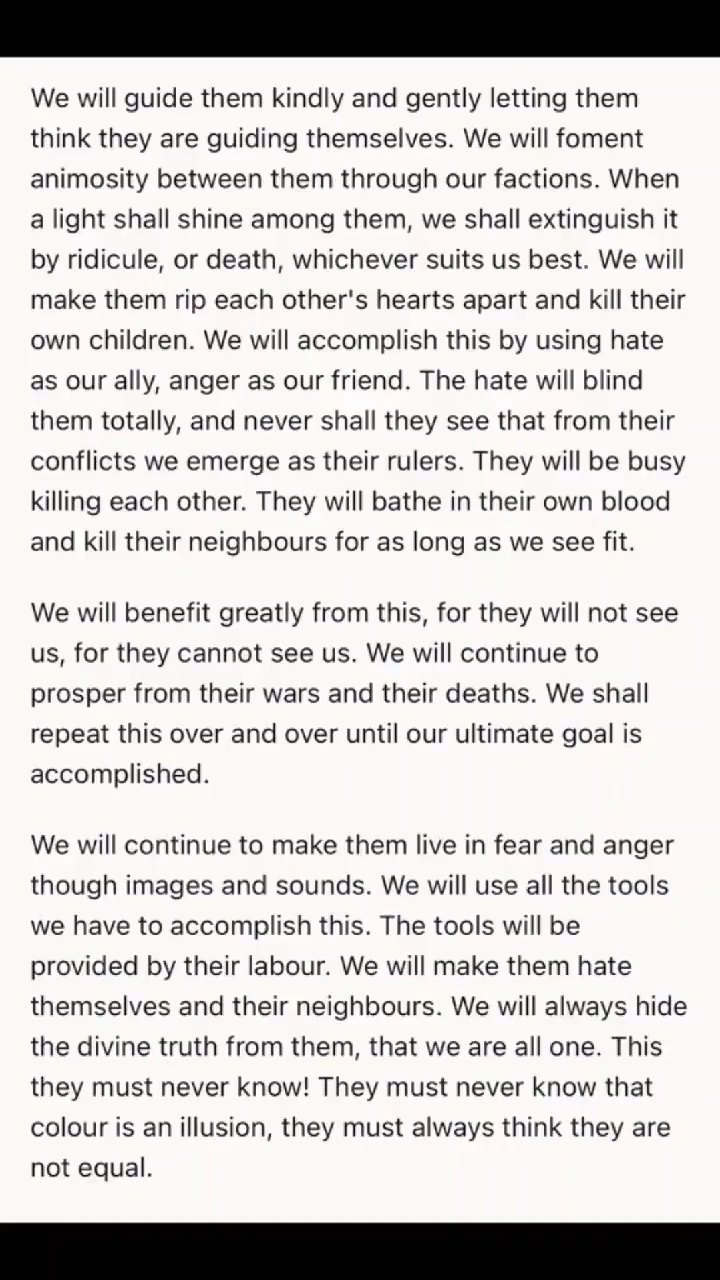 We will guide them kindly and gently letting them
think they are guiding themselves. We will foment
animosity between them through our factions. When
a light shall shine among them, we shall extinguish it
by ridicule, or death, whichever suits us best. We will
make them rip each other's hearts apart and kill their
own children. We will accomplish this by using hate
as our ally, anger as our friend. The hate will blind
them totally, and never shall they see that from their
conflicts we emerge as their rulers. They will be busy
killing each other. They will bathe in their own blood
and kill their neighbours for as long as we see fit.
We will benefit greatly from this, for they will not see
us, for they cannot see us. We will continue to
prosper from their wars and their deaths. We shall
repeat this over and over until our ultimate goal is
accomplished.
We will continue to make them live in fear and anger
though images and sounds. We will use all the tools
we have to accomplish this. The tools will be
provided by their labour. We will make them hate
themselves and their neighbours. We will always hide
the divine truth from them, that we are all one. This
they must never know! They must never know that
colour is an illusion, they must always think they are
not equal.